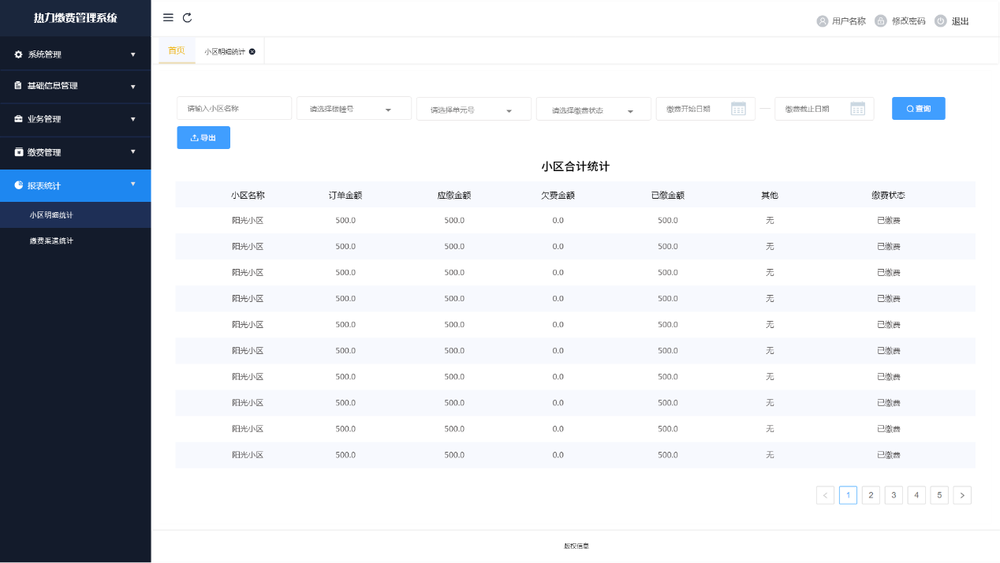 热力缴费管理系统
用户名称 修改密码 退出
首页 小区明细统计
系统管理
基础信息管理
业务管理
缴费管理
报表统计
小区明细统计
缴费渠道统计
请输入小区名称 请选择楼幢号 请选择单元号 请选择缴费状态 缴费开始日期 — 缴费截止日期 查询
导出
小区合计统计
小区名称 订单金额 应缴金额 欠费金额 已缴金额 其他 缴费状态
阳光小区 500.0 500.0 0.0 500.0 无 已缴费
阳光小区 500.0 500.0 0.0 500.0 无 已缴费
阳光小区 500.0 500.0 0.0 500.0 无 已缴费
阳光小区 500.0 500.0 0.0 500.0 无 已缴费
阳光小区 500.0 500.0 0.0 500.0 无 已缴费
阳光小区 500.0 500.0 0.0 500.0 无 已缴费
阳光小区 500.0 500.0 0.0 500.0 无 已缴费
阳光小区 500.0 500.0 0.0 500.0 无 已缴费
阳光小区 500.0 500.0 0.0 500.0 无 已缴费
阳光小区 500.0 500.0 0.0 500.0 无 已缴费
< 1 2 3 4 5 >
版权信息